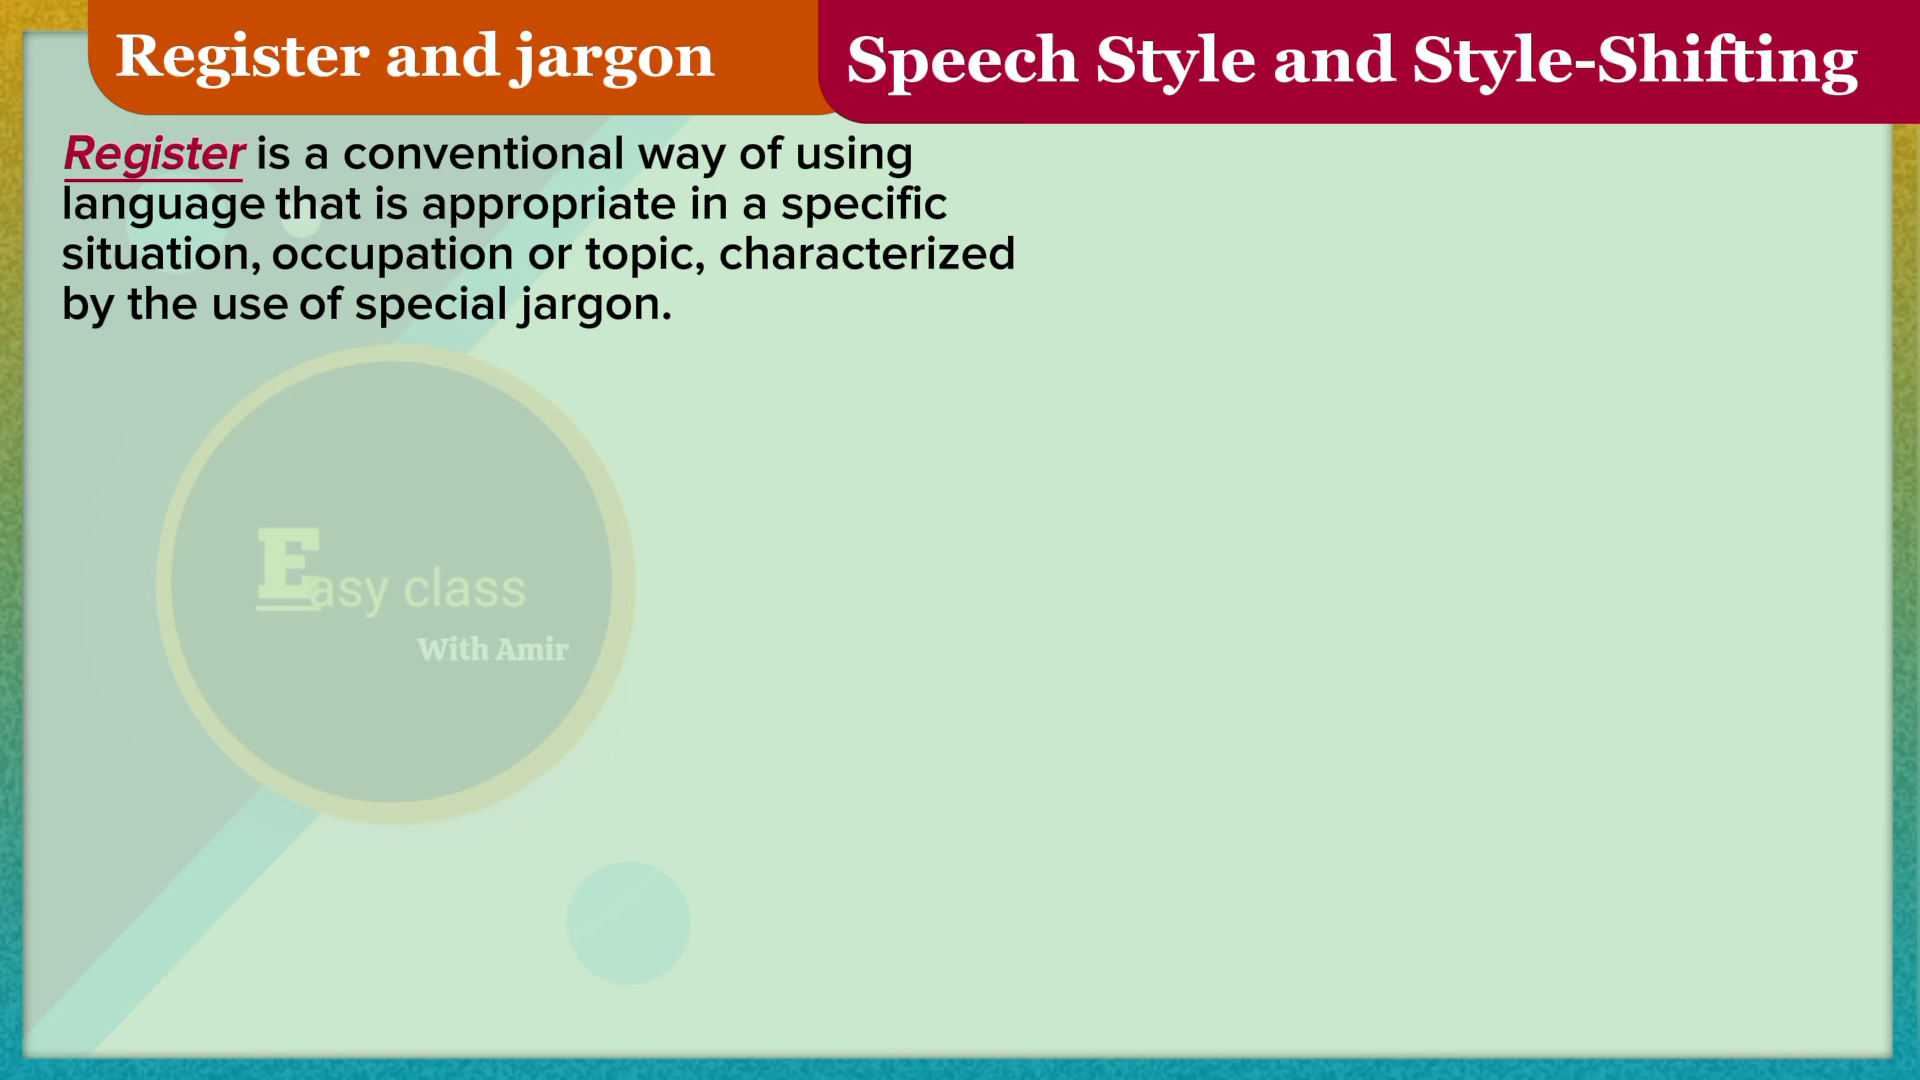 Register and jargon
Speech Style and Style-Shifting
Register is a conventional way of using
language that is appropriate in a specific
situation, occupation or topic, characterized
by the use of special jargon.
Easy class
With Amir